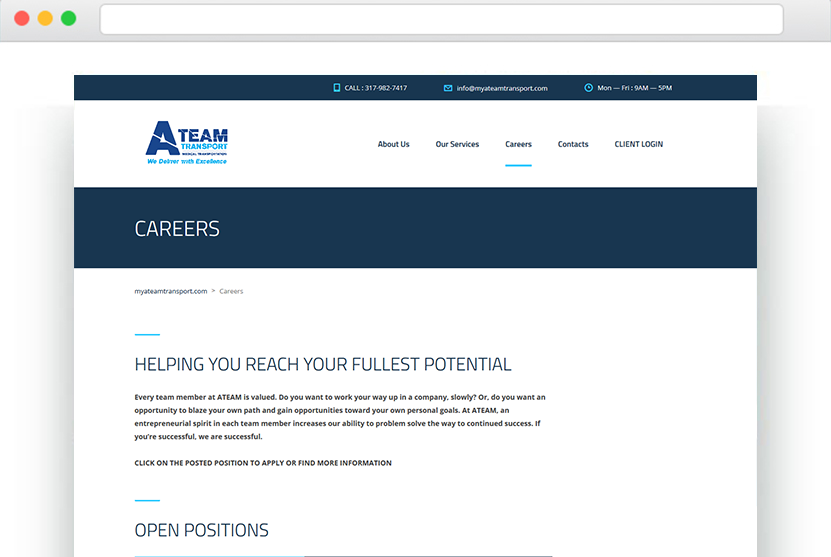 CALL : 317-982-7417 info@myateamtransport.com Mon — Fri : 9AM — 5PM
ATEAM
TRANSPORT
MEDICAL TRANSPORTATION
We Deliver with Excellence
About Us Our Services Careers Contacts CLIENT LOGIN
CAREERS
myateamtransport.com > Careers
HELPING YOU REACH YOUR FULLEST POTENTIAL
Every team member at ATEAM is valued. Do you want to work your way up in a company, slowly? Or, do you want an
opportunity to blaze your own path and gain opportunities toward your own personal goals. At ATEAM, an
entrepreneurial spirit in each team member increases our ability to problem solve the way to continued success. If
you're successful, we are successful.
CLICK ON THE POSTED POSITION TO APPLY OR FIND MORE INFORMATION
OPEN POSITIONS